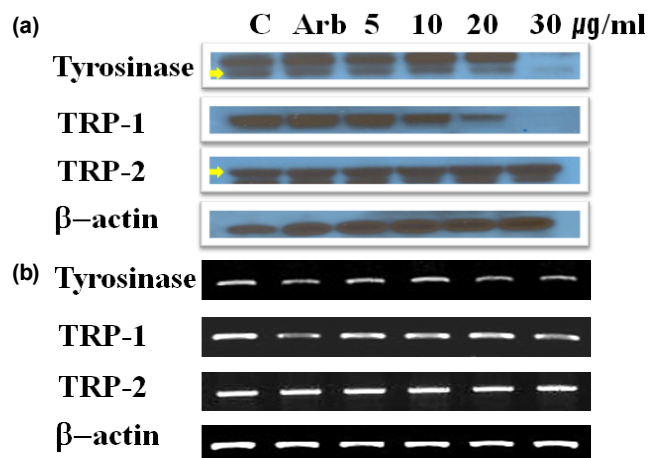 (a) C Arb 5 10 20 30 μg/ml
Tyrosinase
TRP-1
TRP-2
β-actin
(b) Tyrosinase
TRP-1
TRP-2
β-actin